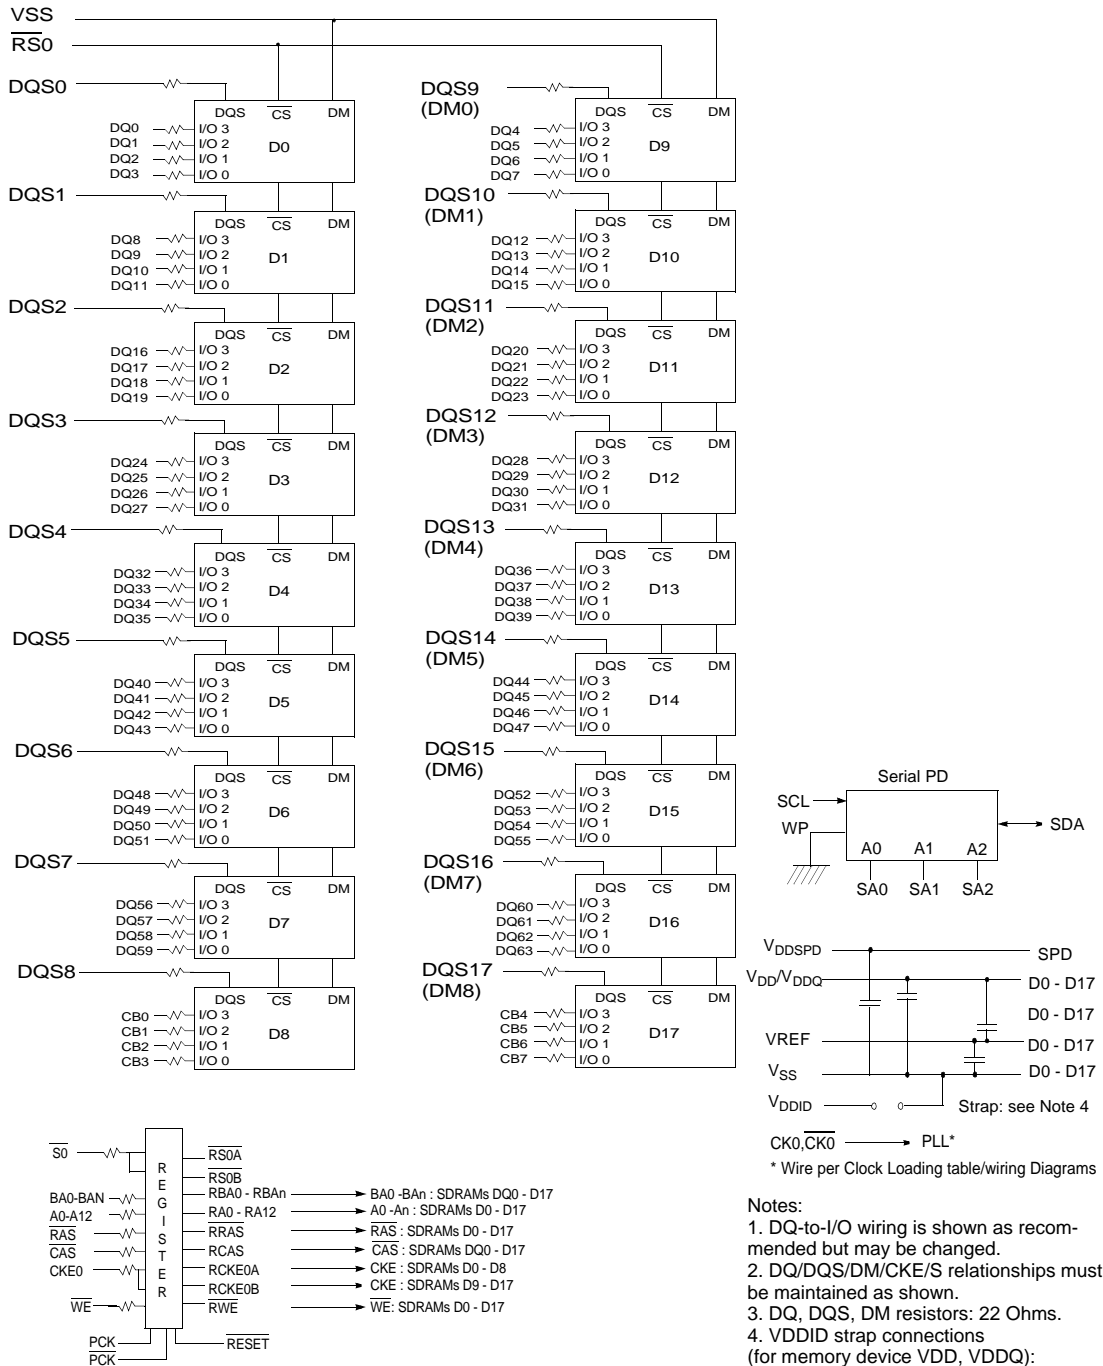 VSS
RS0
DQS0
DQS CS DM
DQ0 I/O 3
DQ1 I/O 2 D0
DQ2 I/O 1
DQ3 I/O 0
DQS1
DQS CS DM
DQ8 I/O 3
DQ9 I/O 2 D1
DQ10 I/O 1
DQ11 I/O 0
DQS2
DQS CS DM
DQ16 I/O 3
DQ17 I/O 2 D2
DQ18 I/O 1
DQ19 I/O 0
DQS3
DQS CS DM
DQ24 I/O 3
DQ25 I/O 2 D3
DQ26 I/O 1
DQ27 I/O 0
DQS4
DQS CS DM
DQ32 I/O 3
DQ33 I/O 2 D4
DQ34 I/O 1
DQ35 I/O 0
DQS5
DQS CS DM
DQ40 I/O 3
DQ41 I/O 2 D5
DQ42 I/O 1
DQ43 I/O 0
DQS6
DQS CS DM
DQ48 I/O 3
DQ49 I/O 2 D6
DQ50 I/O 1
DQ51 I/O 0
DQS7
DQS CS DM
DQ56 I/O 3
DQ57 I/O 2 D7
DQ58 I/O 1
DQ59 I/O 0
DQS8
DQS CS DM
CB0 I/O 3
CB1 I/O 2 D8
CB2 I/O 1
CB3 I/O 0
DQS9
(DM0)
DQS CS DM
DQ4 I/O 3
DQ5 I/O 2 D9
DQ6 I/O 1
DQ7 I/O 0
DQS10
(DM1)
DQS CS DM
DQ12 I/O 3
DQ13 I/O 2 D10
DQ14 I/O 1
DQ15 I/O 0
DQS11
(DM2)
DQS CS DM
DQ20 I/O 3
DQ21 I/O 2 D11
DQ22 I/O 1
DQ23 I/O 0
DQS12
(DM3)
DQS CS DM
DQ28 I/O 3
DQ29 I/O 2 D12
DQ30 I/O 1
DQ31 I/O 0
DQS13
(DM4)
DQS CS DM
DQ36 I/O 3
DQ37 I/O 2 D13
DQ38 I/O 1
DQ39 I/O 0
DQS14
(DM5)
DQS CS DM
DQ44 I/O 3
DQ45 I/O 2 D14
DQ46 I/O 1
DQ47 I/O 0
DQS15
(DM6)
DQS CS DM
DQ52 I/O 3
DQ53 I/O 2 D15
DQ54 I/O 1
DQ55 I/O 0
DQS16
(DM7)
DQS CS DM
DQ60 I/O 3
DQ61 I/O 2 D16
DQ62 I/O 1
DQ63 I/O 0
DQS17
(DM8)
DQS CS DM
CB4 I/O 3
CB5 I/O 2 D17
CB6 I/O 1
CB7 I/O 0
Serial PD
SCL
WP
SDA
A0 A1 A2
SA0 SA1 SA2
VDDSPD SPD
VDD/VDDQ D0 - D17
D0 - D17
VREF D0 - D17
VSS D0 - D17
VDDID Strap: see Note 4
CK0,CK0 PLL*
* Wire per Clock Loading table/wiring Diagrams
REGISTER
S0 RS0A
RS0B
BA0-BAN RBA0 - RBAn BA0 -BAn : SDRAMs DQ0 - D17
A0-A12 RA0 - RA12 A0 -An : SDRAMs D0 - D17
RAS RRAS RAS : SDRAMs D0 - D17
CAS RCAS CAS : SDRAMs DQ0 - D17
CKE0 RCKE0A CKE : SDRAMs D0 - D8
RCKE0B CKE : SDRAMs D9 - D17
WE RWE WE: SDRAMs D0 - D17
PCK
PCK
RESET
Notes:
1. DQ-to-I/O wiring is shown as recom-
mended but may be changed.
2. DQ/DQS/DM/CKE/S relationships must
be maintained as shown.
3. DQ, DQS, DM resistors: 22 Ohms.
4. VDDID strap connections
(for memory device VDD, VDDQ):